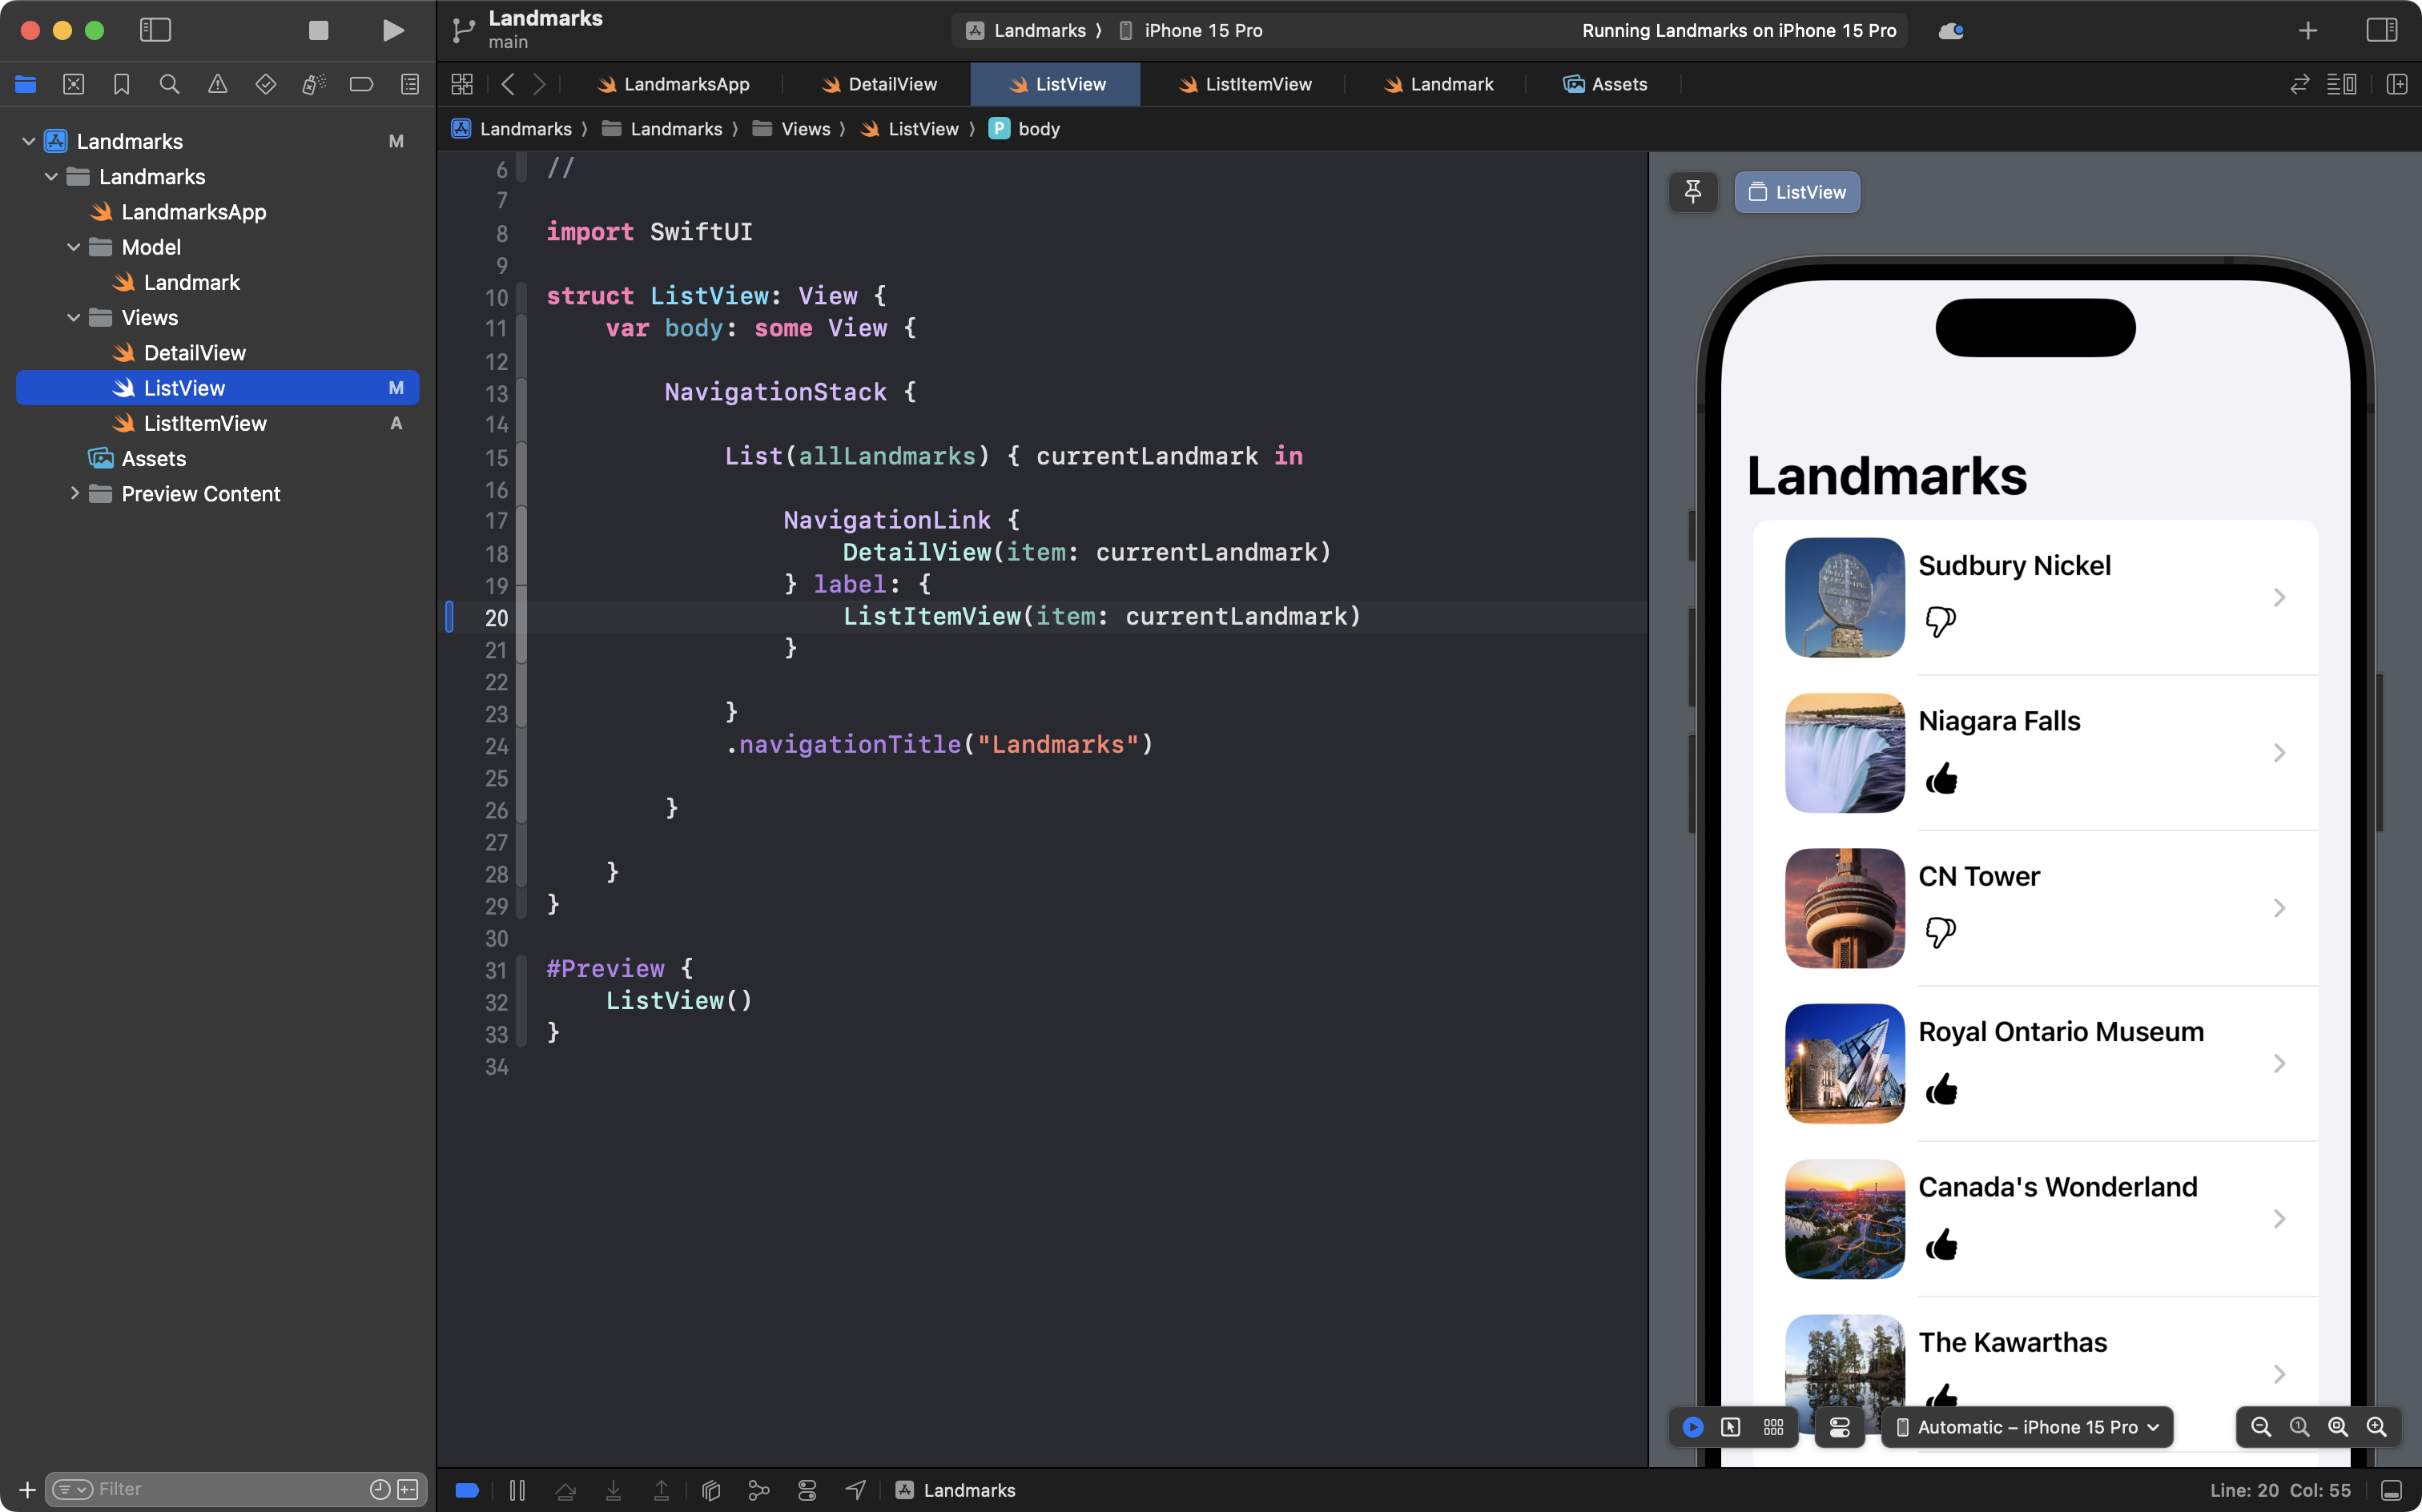 Landmarks
main
Landmarks
iPhone 15 Pro
Running Landmarks on iPhone 15 Pro
LandmarksApp
DetailView
ListView
ListItemView
Landmark
Assets
Landmarks
Landmarks
Views
ListView
P body
Landmarks M
Landmarks
LandmarksApp
Model
Landmark
Views
DetailView
ListView M
ListItemView A
Assets
Preview Content
Filter
6 //
7
8 import SwiftUI
9
10 struct ListView: View {
11 var body: some View {
12
13 NavigationStack {
14
15 List(allLandmarks) { currentLandmark in
16
17 NavigationLink {
18 DetailView(item: currentLandmark)
19 } label: {
20 ListItemView(item: currentLandmark)
21 }
22
23 }
24 .navigationTitle("Landmarks")
25
26 }
27
28 }
29 }
30
31 #Preview {
32 ListView()
33 }
34
ListView
Landmarks
Sudbury Nickel
Niagara Falls
CN Tower
Royal Ontario Museum
Canada's Wonderland
The Kawarthas
Automatic – iPhone 15 Pro
Landmarks
Line: 20 Col: 55